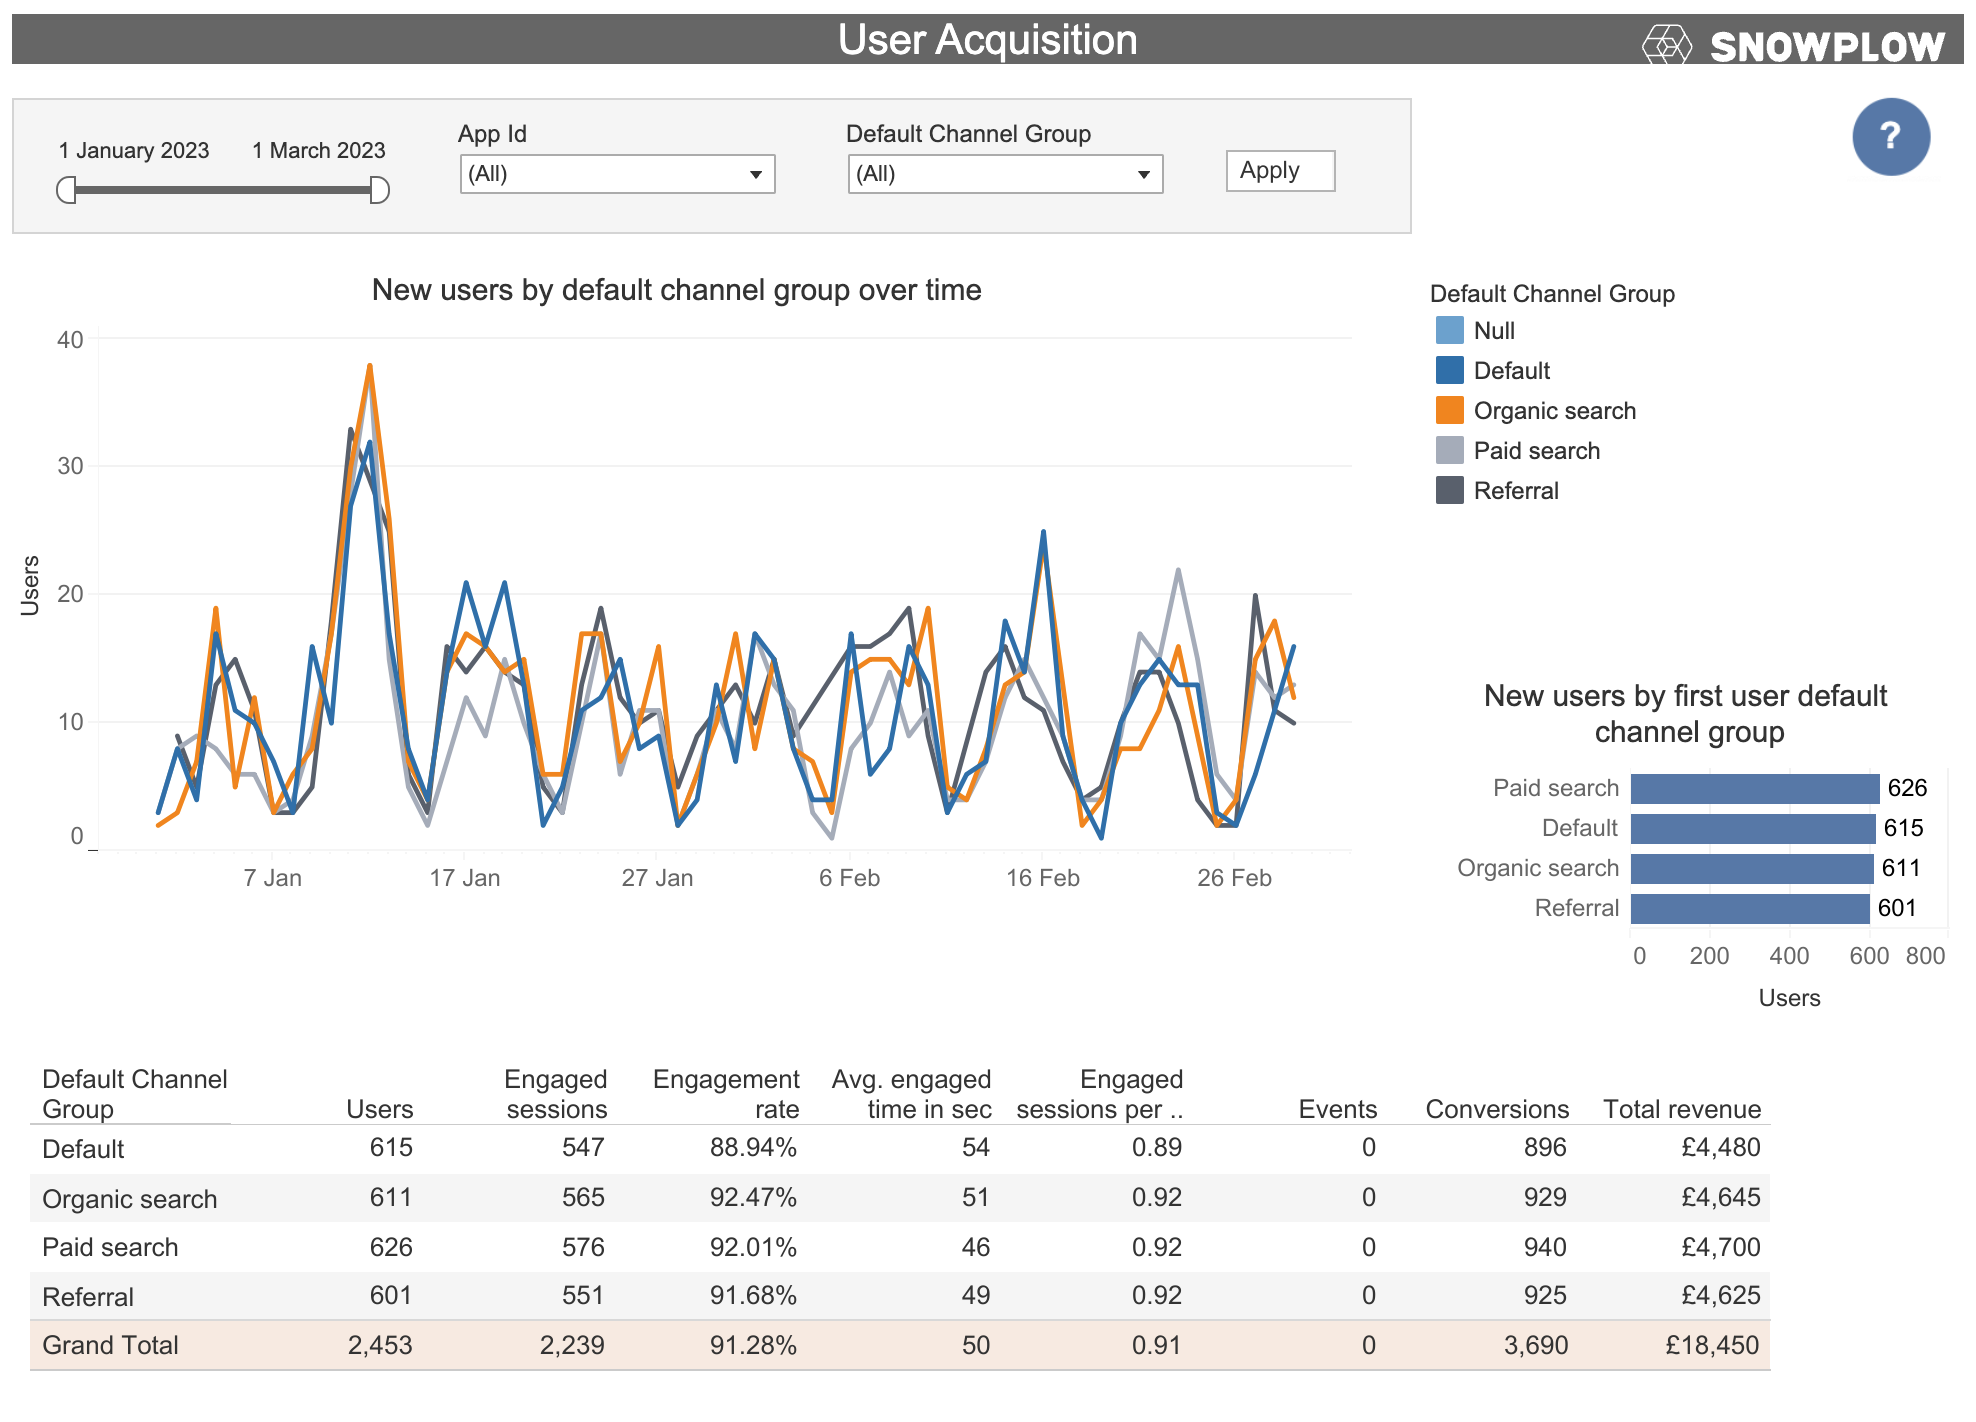 User Acquisition
SNOWPLOW
1 January 2023 1 March 2023
App Id
(All)
Default Channel Group
(All)
Apply
?
New users by default channel group over time
40
30
20
10
0
Users
7 Jan 17 Jan 27 Jan 6 Feb 16 Feb 26 Feb
Default Channel Group
Null
Default
Organic search
Paid search
Referral
New users by first user default
channel group
Paid search 626
Default 615
Organic search 611
Referral 601
0 200 400 600 800
Users
Default Channel Engaged Engagement Avg. engaged Engaged
Group Users sessions rate time in sec sessions per .. Events Conversions Total revenue
Default 615 547 88.94% 54 0.89 0 896 £4,480
Organic search 611 565 92.47% 51 0.92 0 929 £4,645
Paid search 626 576 92.01% 46 0.92 0 940 £4,700
Referral 601 551 91.68% 49 0.92 0 925 £4,625
Grand Total 2,453 2,239 91.28% 50 0.91 0 3,690 £18,450